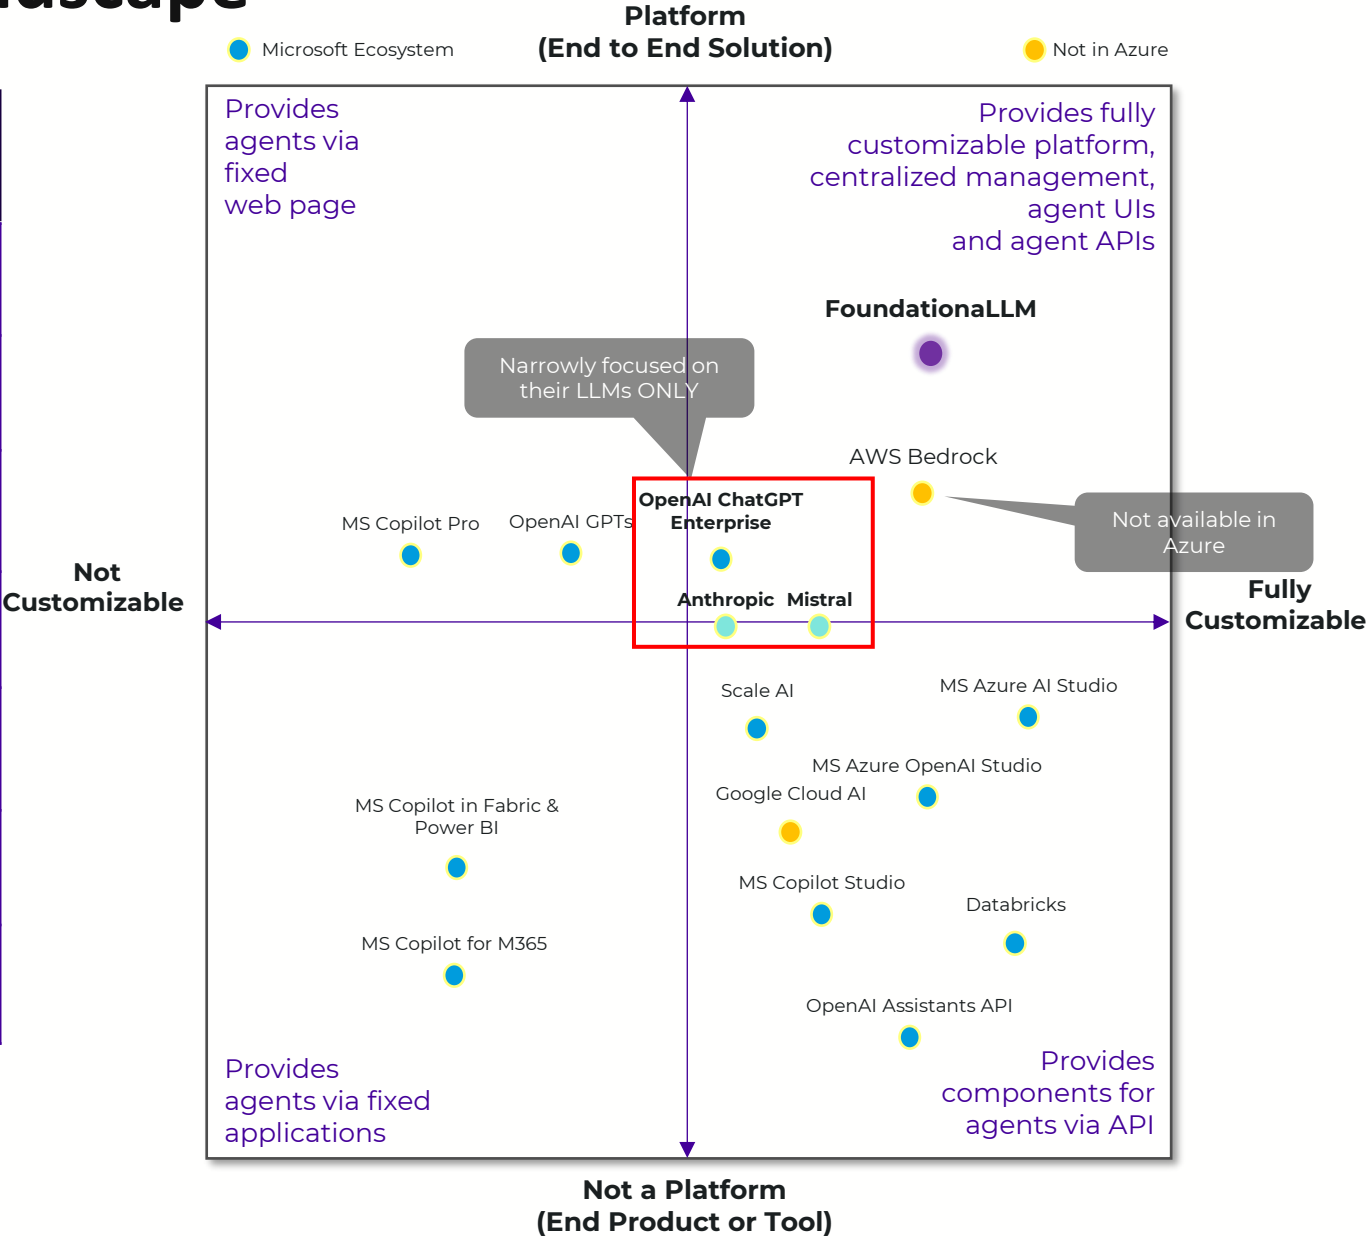 Platform
(End to End Solution)
Microsoft Ecosystem
Not in Azure
Provides
agents via
fixed
web page
Provides fully
customizable platform,
centralized management,
agent UIs
and agent APIs
FoundationaLLM
Narrowly focused on
their LLMs ONLY
AWS Bedrock
OpenAI ChatGPT
Enterprise
MS Copilot Pro
OpenAI GPTs
Not available in
Azure
Not
Customizable
Fully
Customizable
Anthropic
Mistral
Scale AI
MS Azure AI Studio
MS Azure OpenAI Studio
Google Cloud AI
MS Copilot in Fabric &
Power BI
MS Copilot Studio
Databricks
MS Copilot for M365
OpenAI Assistants API
Provides
agents via fixed
applications
Provides
components for
agents via API
Not a Platform
(End Product or Tool)